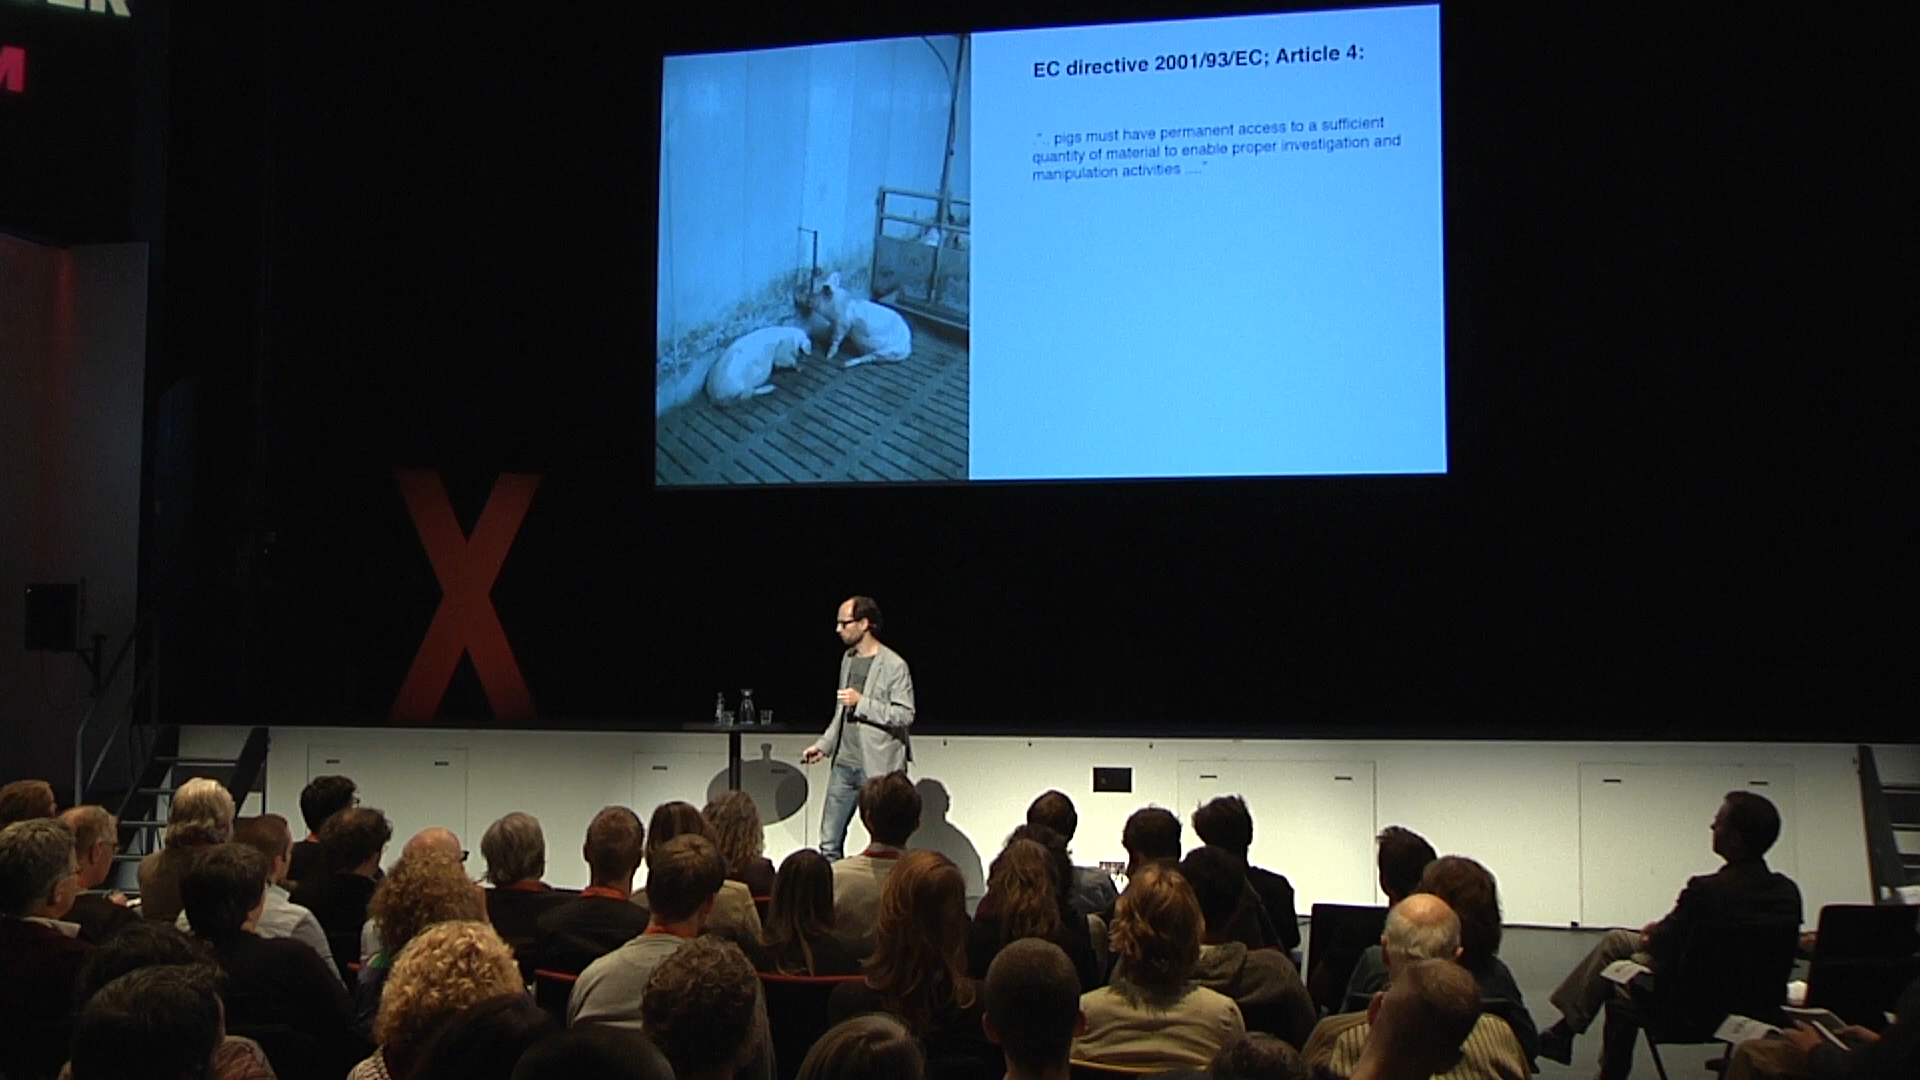 M
X
EC directive 2001/93/EC; Article 4:
".. pigs must have permanent access to a sufficient
quantity of material to enable proper investigation and
manipulation activities ...."